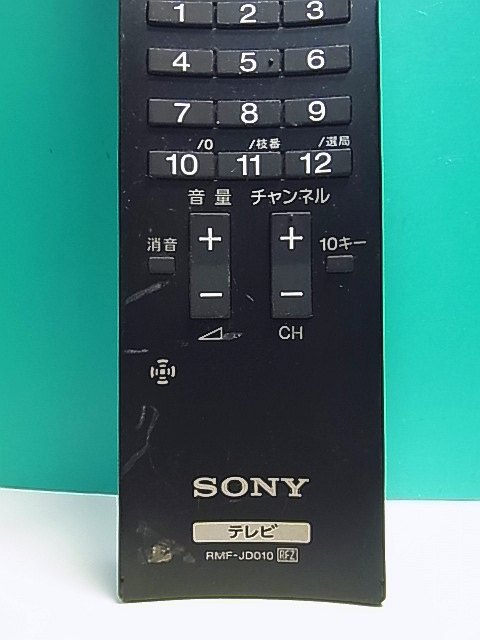 1 2 3
4 5 6
7 8 9
/0 /枝番 /選局
10 11 12
音量 チャンネル
消音 + + 10キー
− −
CH
SONY
テレビ
RMF-JD010 REZ